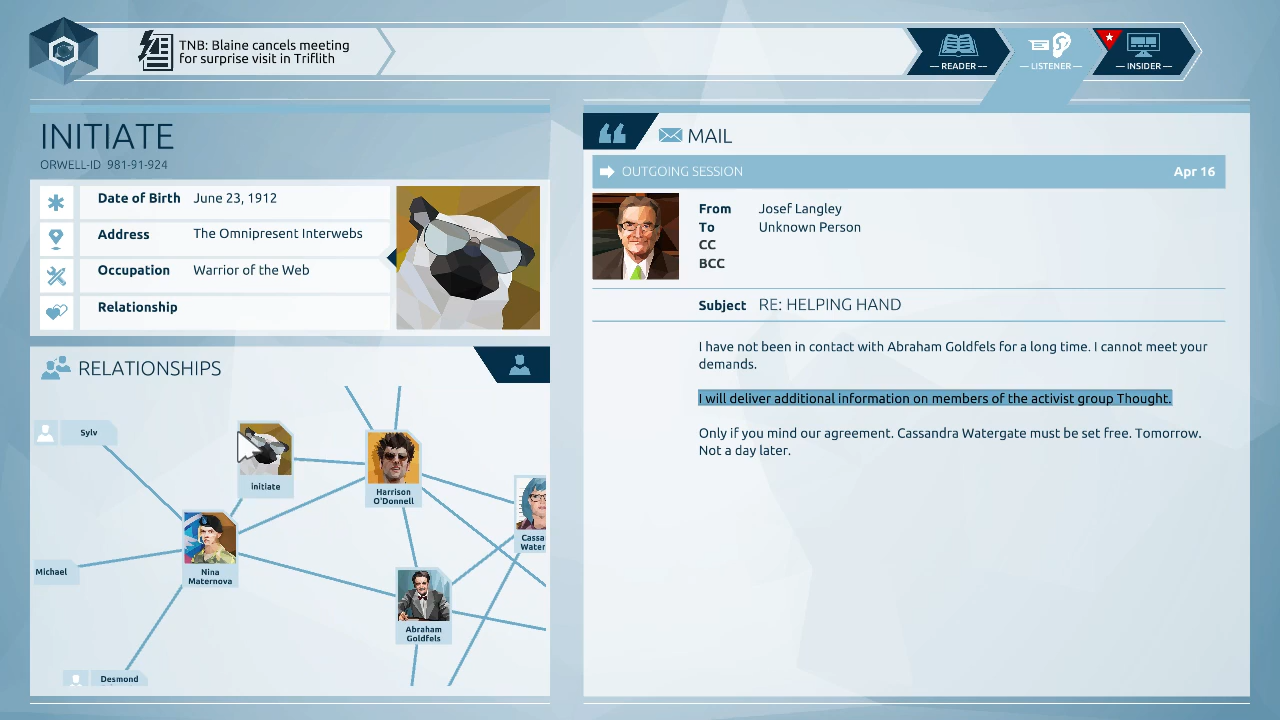 TNB: Blaine cancels meeting
for surprise visit in Triflith
— READER —
— LISTENER —
— INSIDER —
INITIATE
ORWELL-ID 981-91-924
Date of Birth June 23, 1912
Address The Omnipresent Interwebs
Occupation Warrior of the Web
Relationship
RELATIONSHIPS
Sylv
initiate
Harrison
O'Donnell
Cassa
Water
Nina
Maternova
Michael
Abraham
Goldfels
Desmond
MAIL
OUTGOING SESSION Apr 16
From Josef Langley
To Unknown Person
CC
BCC
Subject RE: HELPING HAND
I have not been in contact with Abraham Goldfels for a long time. I cannot meet your
demands.
I will deliver additional information on members of the activist group Thought.
Only if you mind our agreement. Cassandra Watergate must be set free. Tomorrow.
Not a day later.